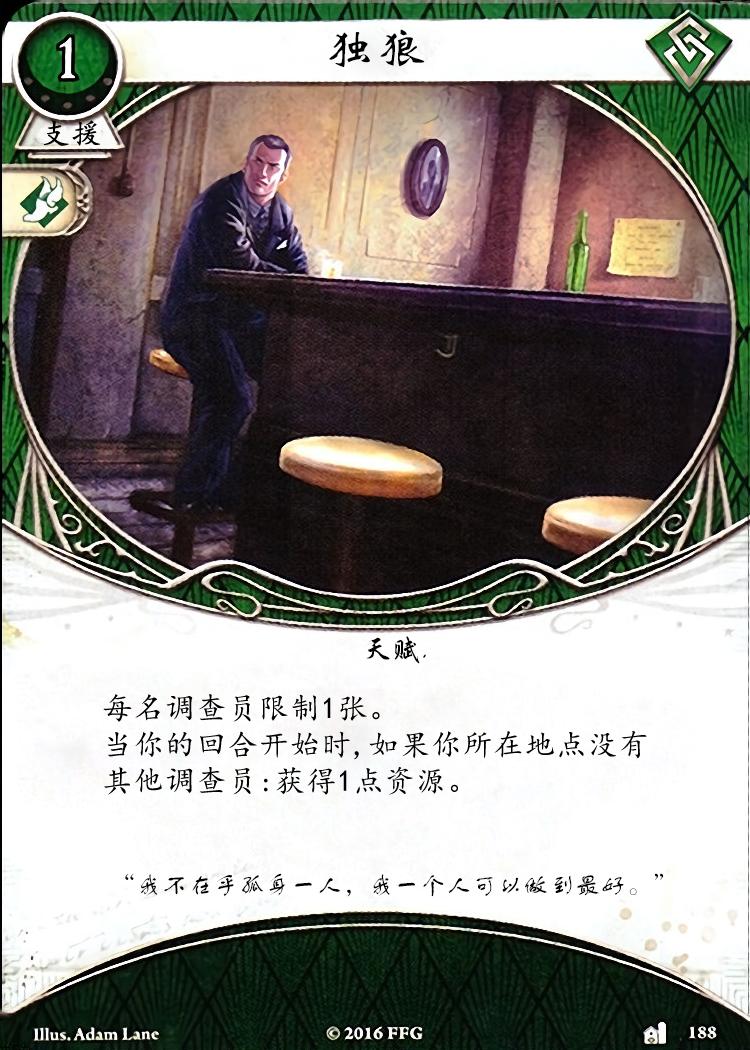 独狼
1
支援
天赋.
每名调查员限制1张。
当你的回合开始时,如果你所在地点没有
其他调查员:获得1点资源。
“我不在乎孤身一人，我一个人可以做到最好。”
Illus. Adam Lane
© 2016 FFG
188